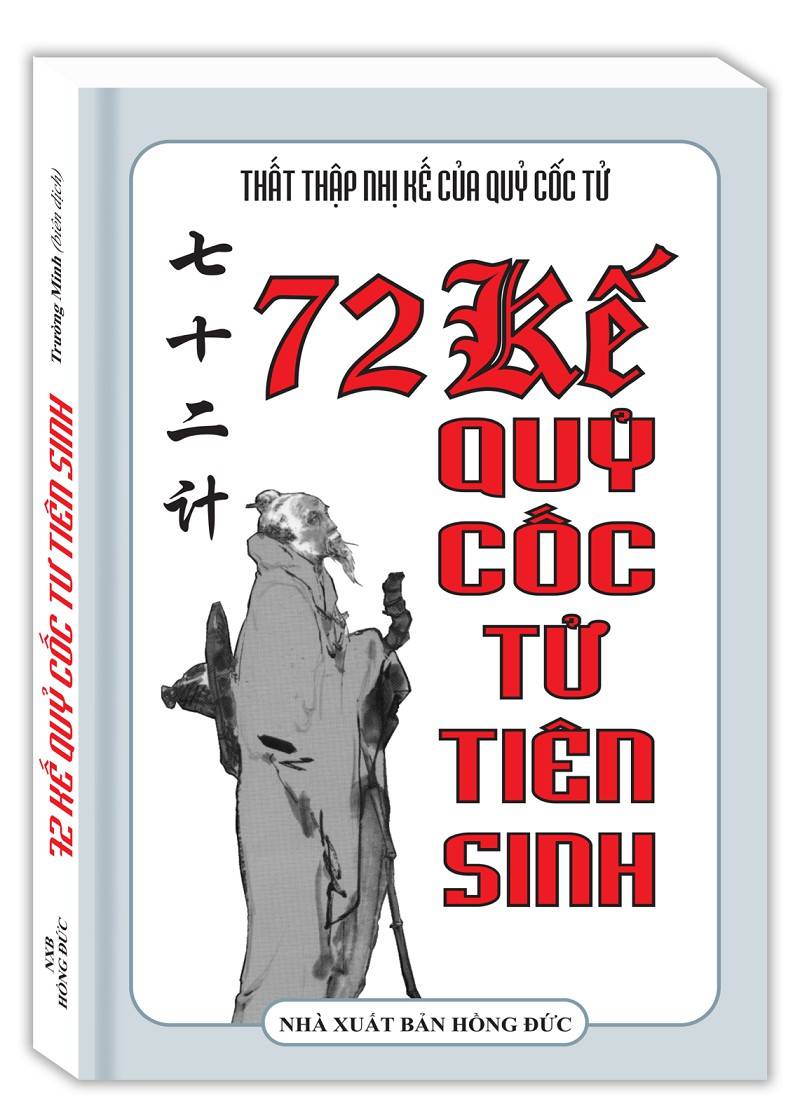 THẤT THẬP NHỊ KẾ CỦA QUỶ CỐC TỬ
七
十
二
计
72 Kế
QUỶ
CỐC
TỬ
TIÊN
SINH
NHÀ XUẤT BẢN HỒNG ĐỨC
Trường Minh (biên dịch)
72 KẾ QUỶ CỐC TƯ TIÊN SINH
NXB
HỒNG ĐỨC